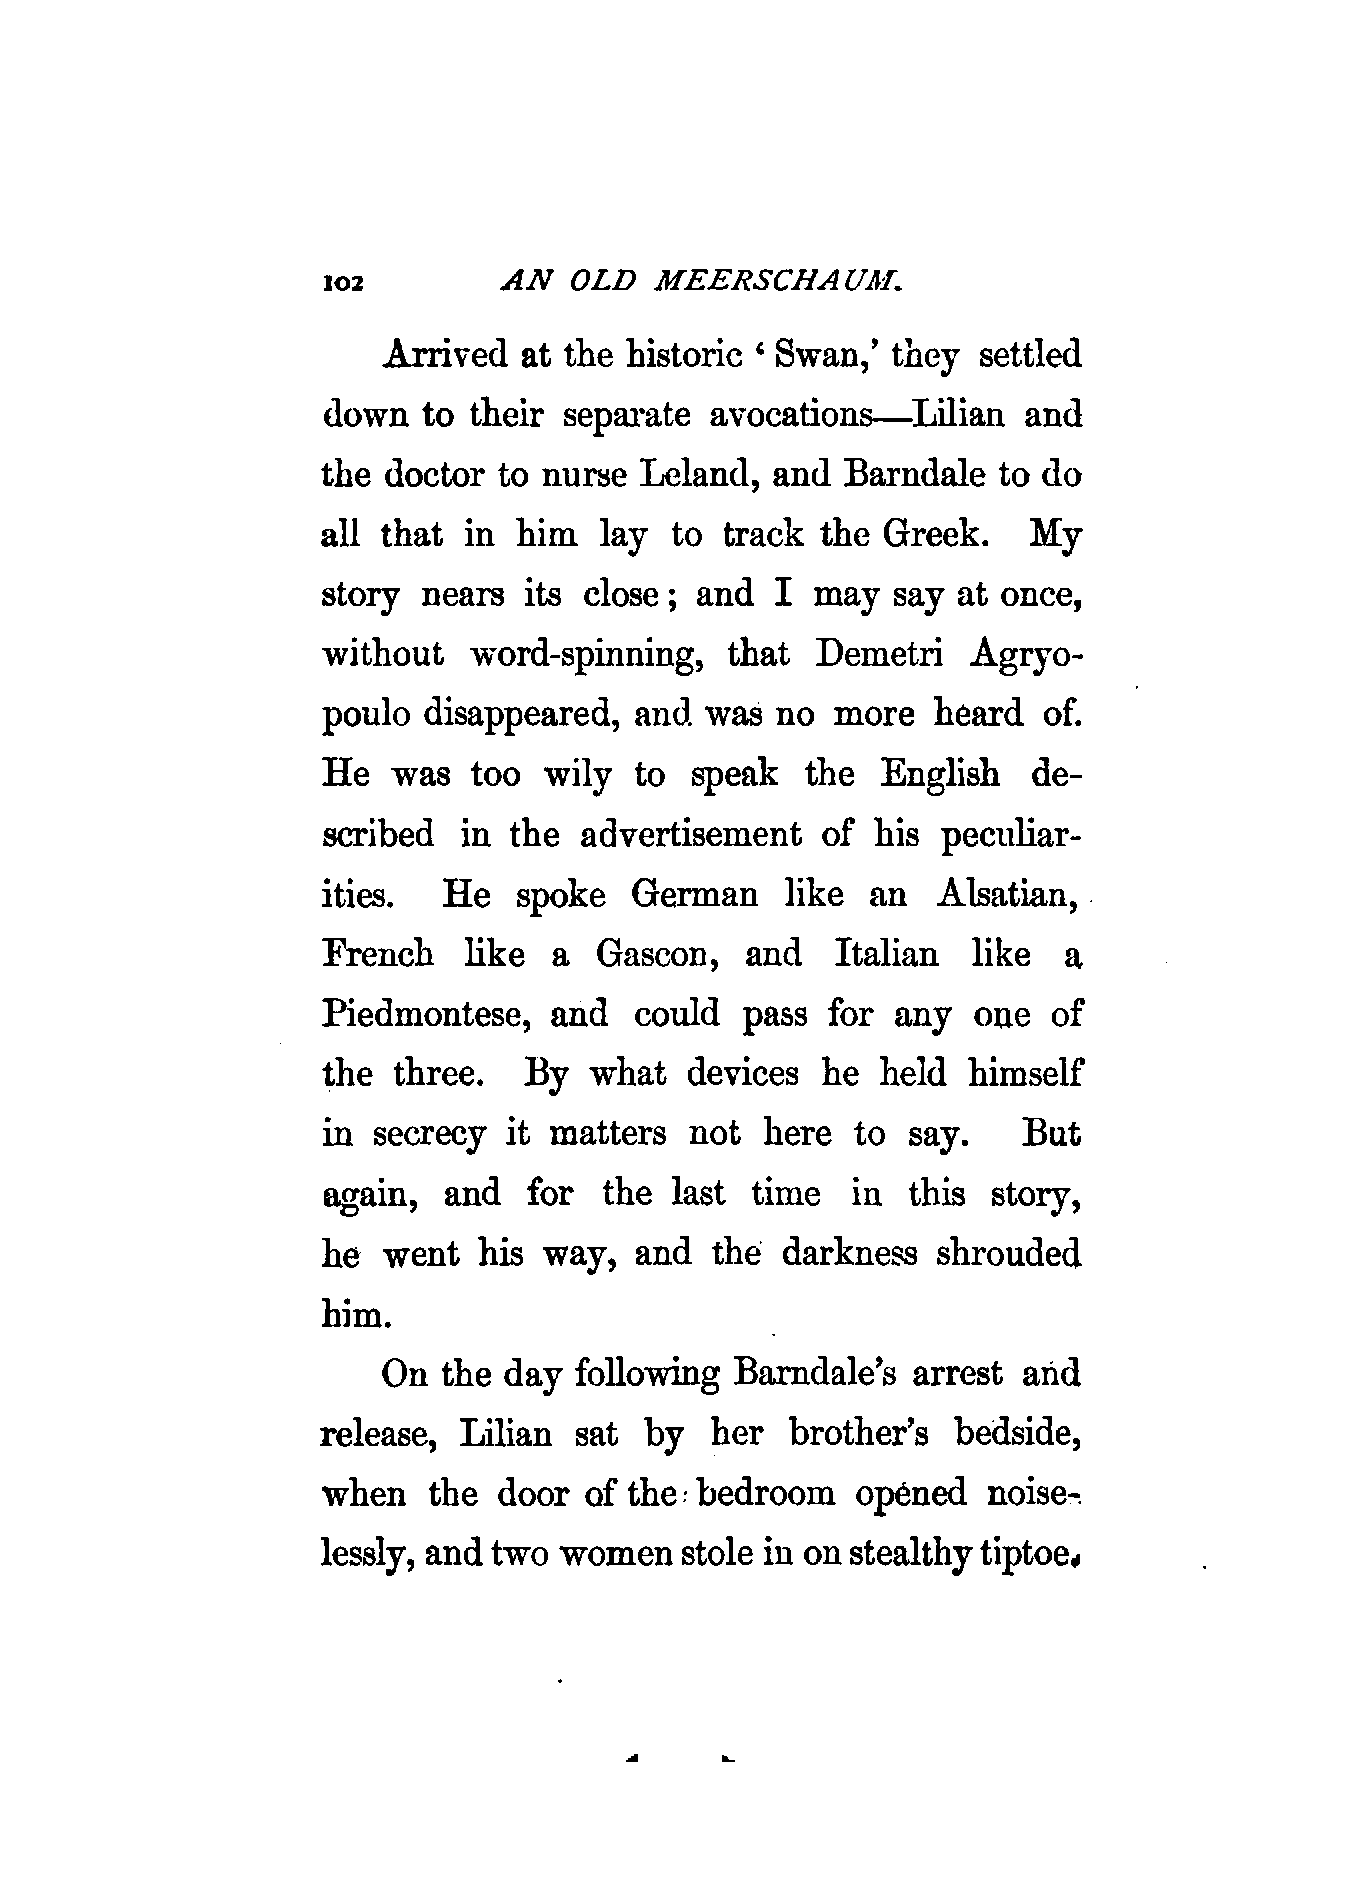 102 AN OLD MEERSCHAUM.
Arrived at the historic ‘ Swan,’ they settled
down to their separate avocations—Lilian and
the doctor to nurse Leland, and Barndale to do
all that in him lay to track the Greek. My
story nears its close; and I may say at once,
without word-spinning, that Demetri Agryo-
poulo disappeared, and was no more heard of.
He was too wily to speak the English de-
scribed in the advertisement of his peculiar-
ities. He spoke German like an Alsatian,
French like a Gascon, and Italian like a
Piedmontese, and could pass for any one of
the three. By what devices he held himself
in secrecy it matters not here to say. But
again, and for the last time in this story,
he went his way, and the darkness shrouded
him.
On the day following Barndale’s arrest and
release, Lilian sat by her brother’s bedside,
when the door of the bedroom opened noise-
lessly, and two women stole in on stealthy tiptoe.